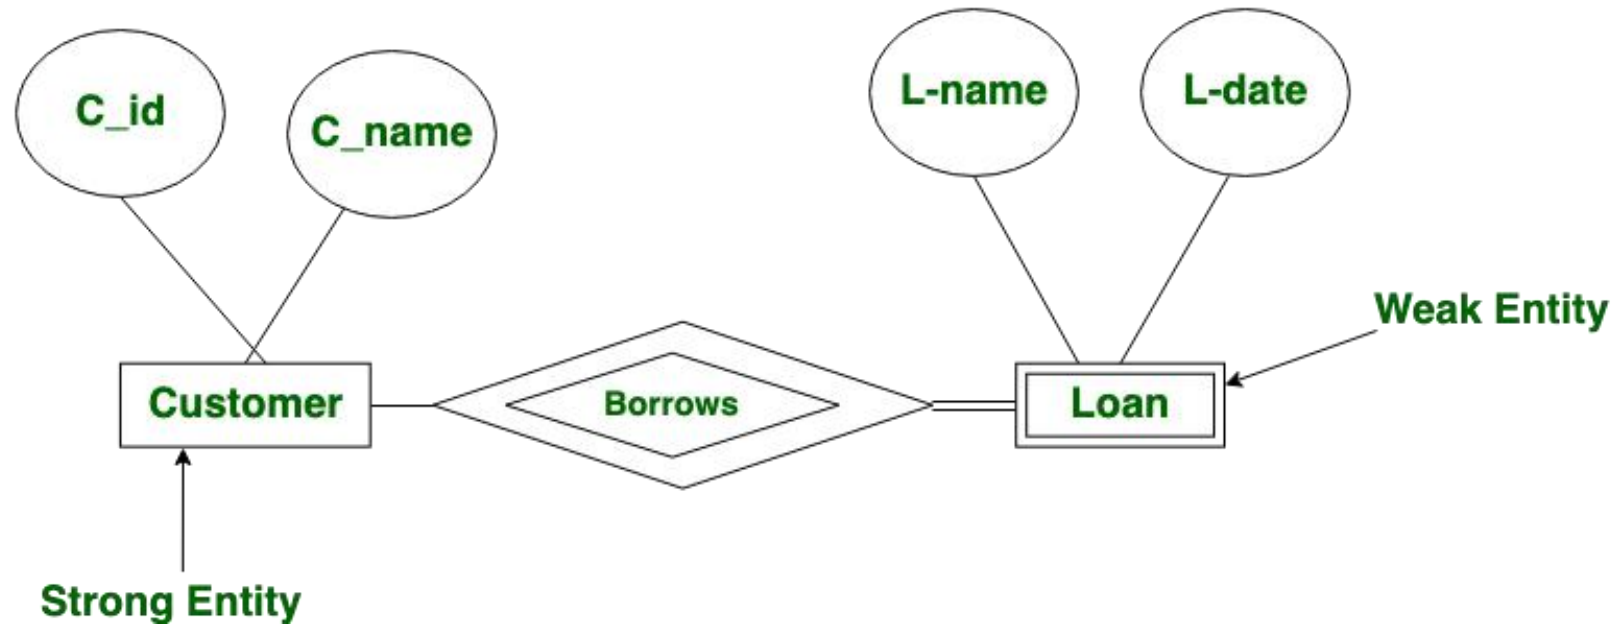 C_id
C_name
L-name
L-date
Weak Entity
Customer
Borrows
Loan
Strong Entity